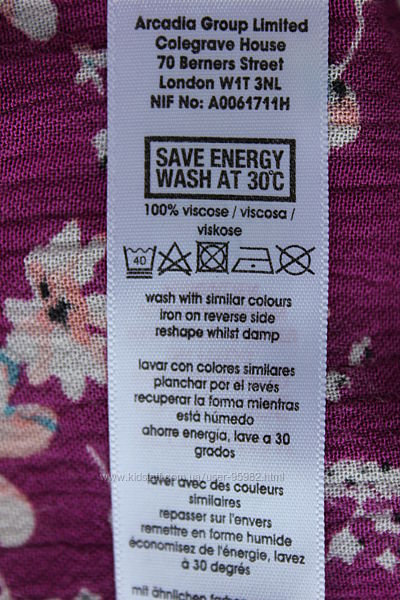 Arcadia Group Limited
Colegrave House
70 Berners Street
London W1T 3NL
NIF No: A0061711H
SAVE ENERGY
WASH AT 30°C
100% viscose / viscosa /
viskose
40
wash with similar colours
iron on reverse side
reshape whilst damp
lavar con colores similares
planchar por el revés
recuperar la forma mientras
está húmedo
ahorre energía, lave a 30
grados
laver avec des couleurs
similaires
repasser sur l'envers
remettre en forme humide
économisez de l'énergie, lavez
à 30 degrés
mit ähnlichen